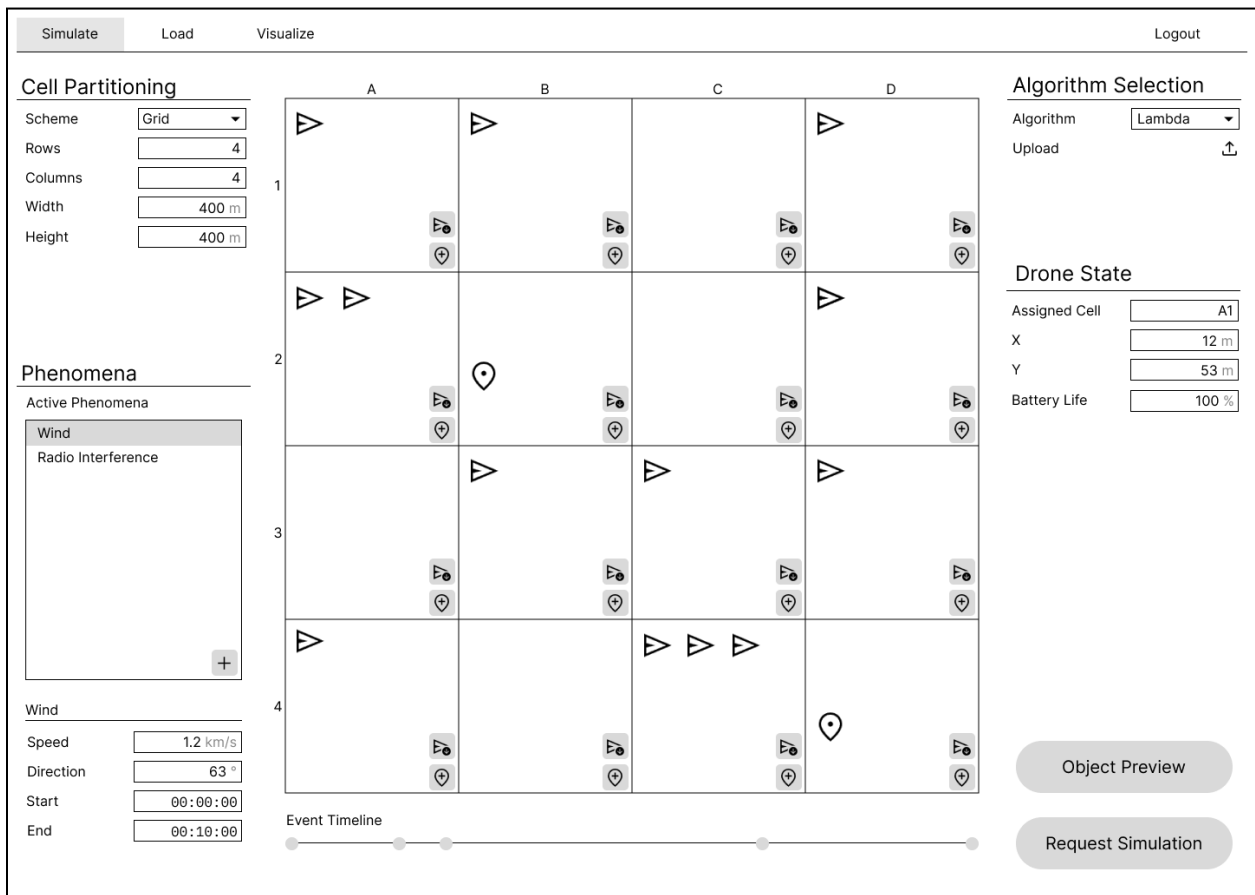 Simulate Load Visualize Logout
Cell Partitioning
Scheme Grid
Rows 4
Columns 4
Width 400 m
Height 400 m
Phenomena
Active Phenomena
Wind
Radio Interference
Wind
Speed 1.2 km/s
Direction 63 °
Start 00:00:00
End 00:10:00
A B C D
1
2
3
4
Event Timeline
Algorithm Selection
Algorithm Lambda
Upload
Drone State
Assigned Cell A1
X 12 m
Y 53 m
Battery Life 100 %
Object Preview
Request Simulation